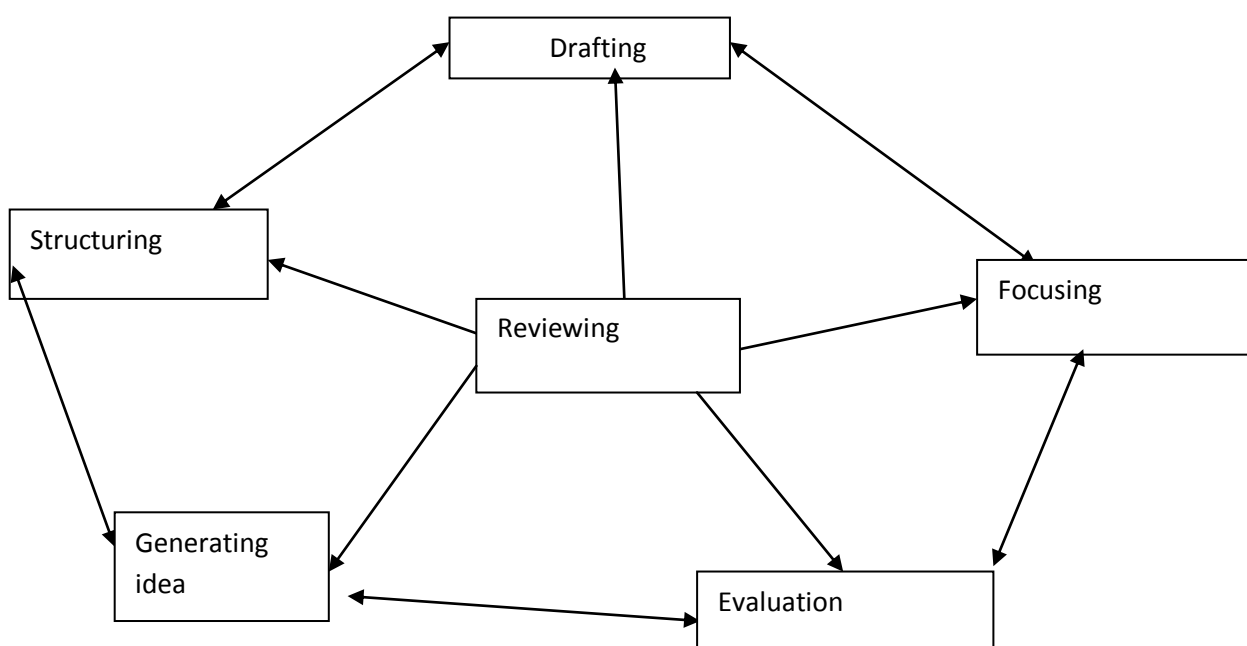 Drafting
Structuring
Focusing
Reviewing
Generating
idea
Evaluation